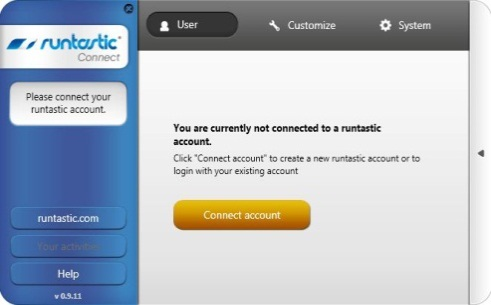 runtastic
Connect
Please connect your
runtastic account.
runtastic.com
Your activities
Help
v 0.9.11
User
Customize
System
You are currently not connected to a runtastic
account.
Click "Connect account" to create a new runtastic account or to
login with your existing account
Connect account